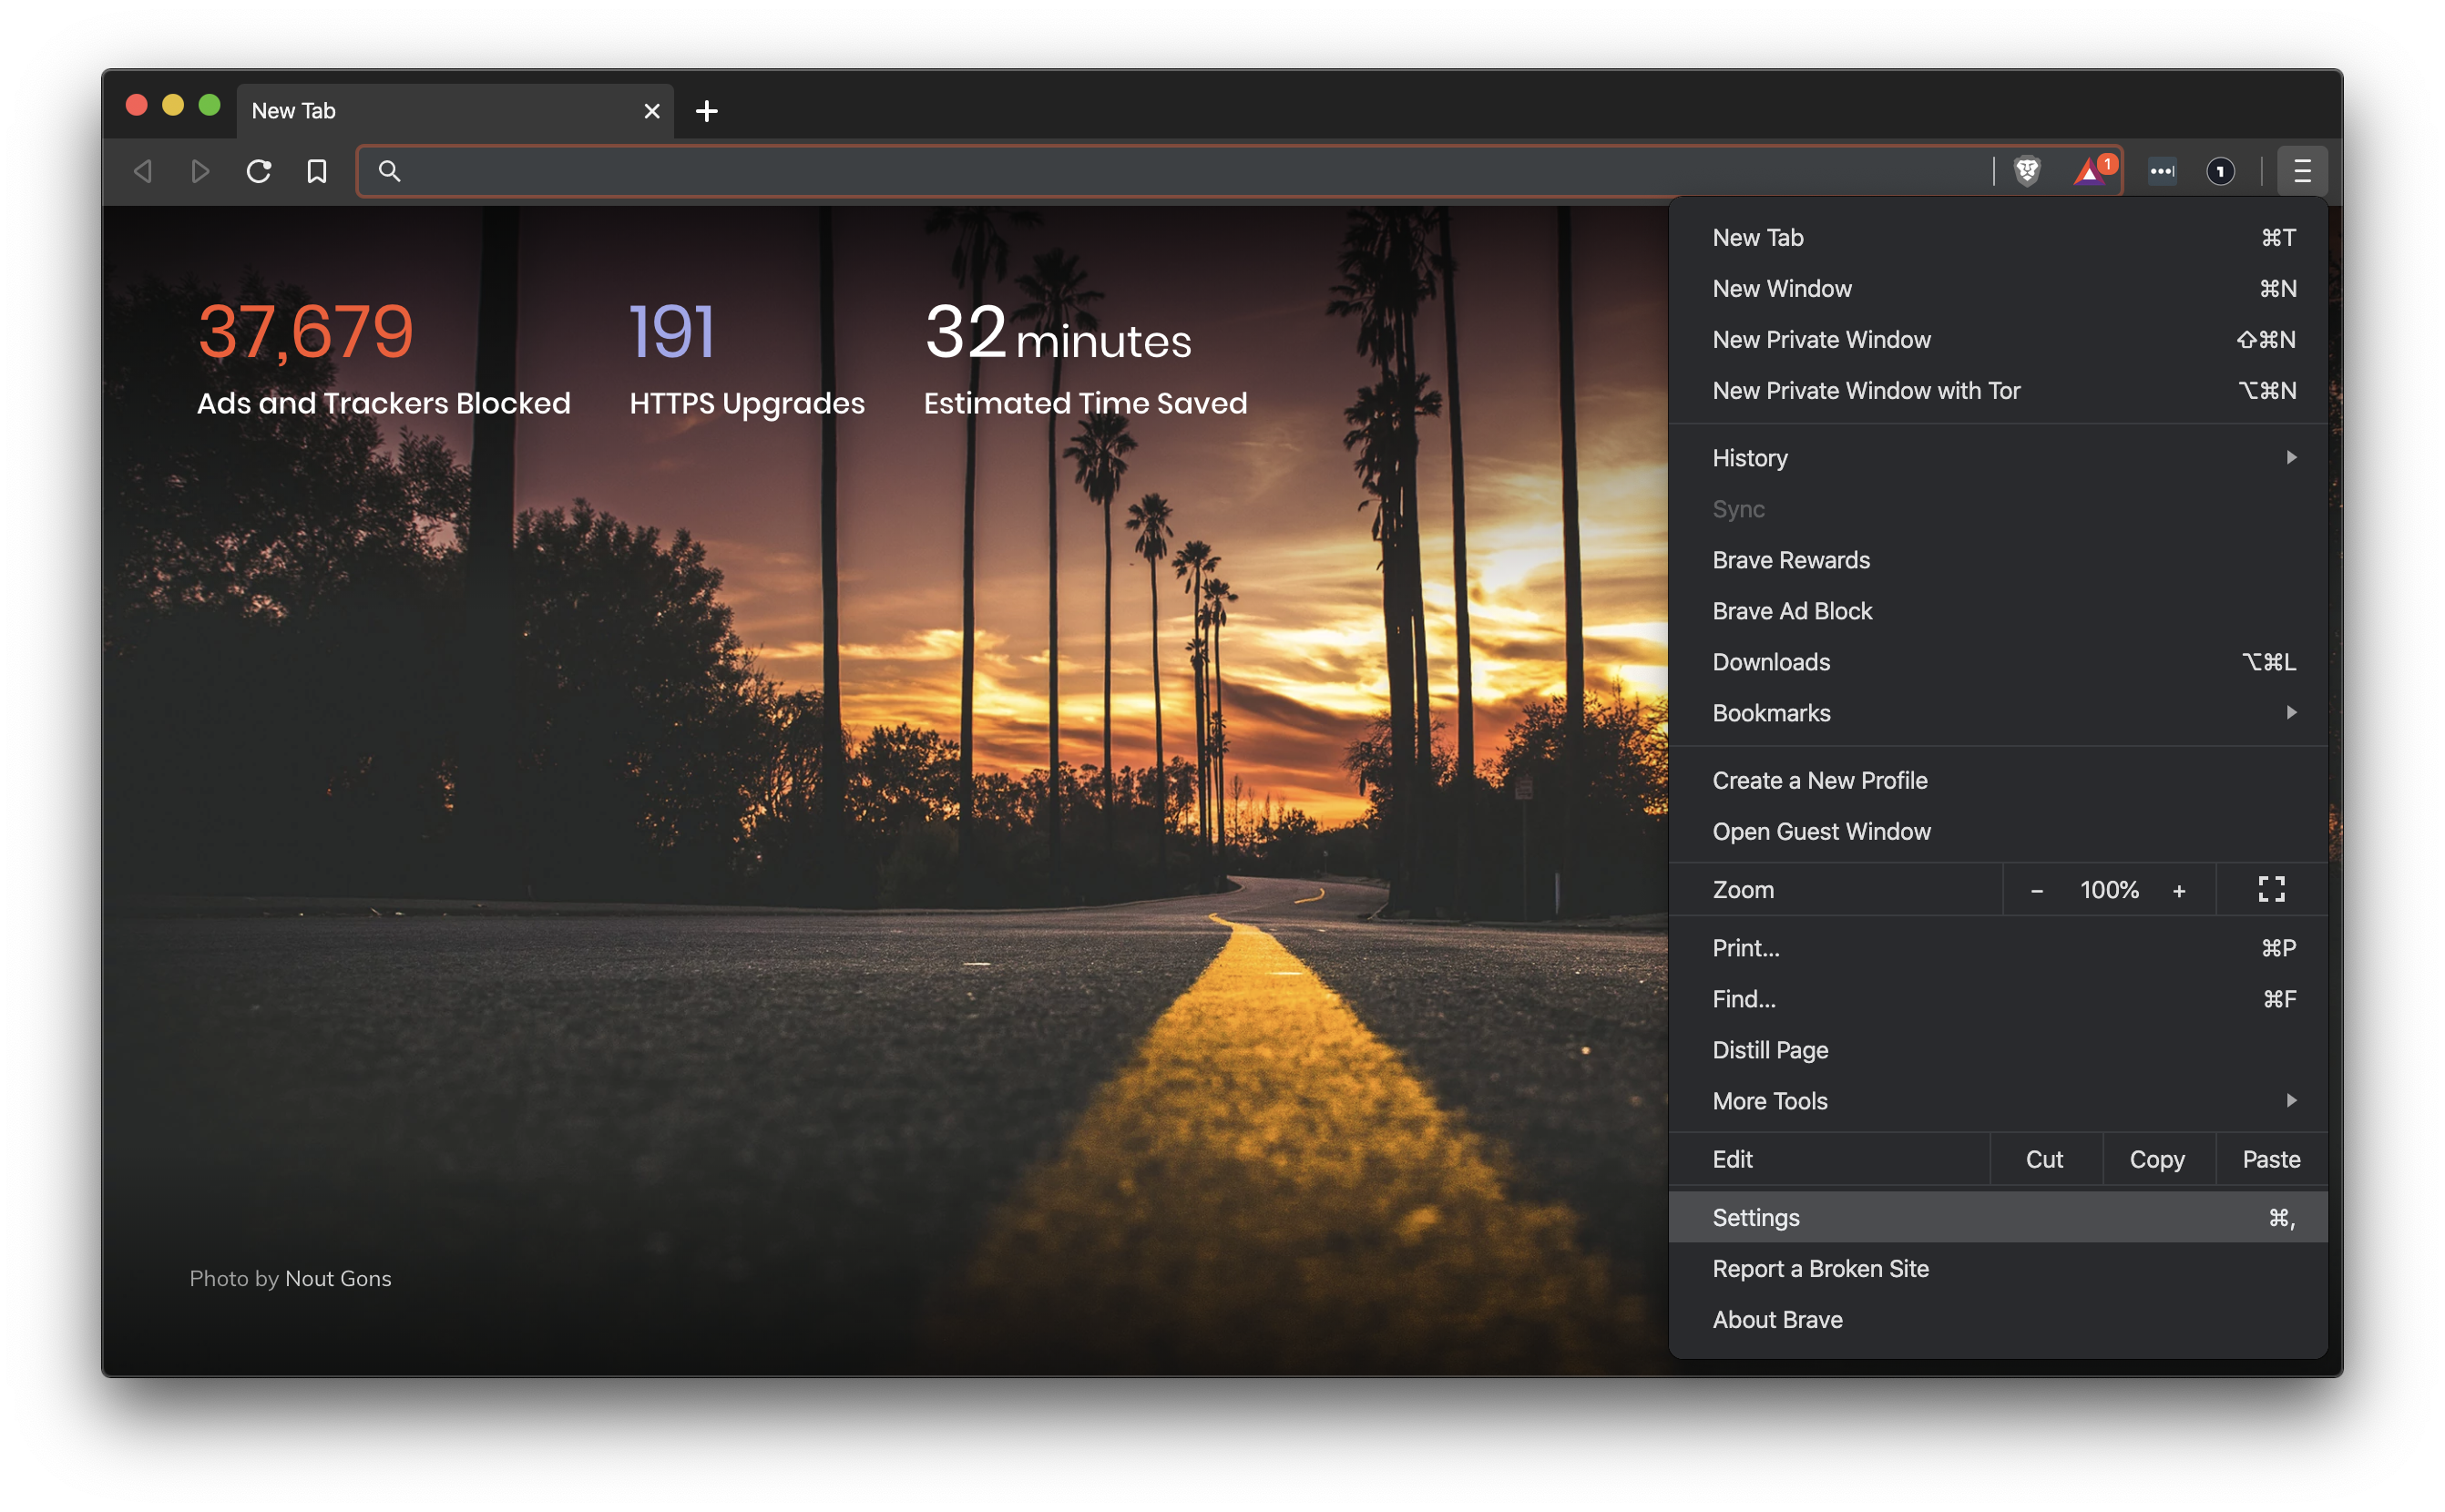 New Tab
1
37,679
Ads and Trackers Blocked
191
HTTPS Upgrades
32 minutes
Estimated Time Saved
New Tab ⌘T
New Window ⌘N
New Private Window ⇧⌘N
New Private Window with Tor ⌥⌘N
History
Sync
Brave Rewards
Brave Ad Block
Downloads ⌥⌘L
Bookmarks
Create a New Profile
Open Guest Window
Zoom - 100% +
Print... ⌘P
Find... ⌘F
Distill Page
More Tools
Edit Cut Copy Paste
Settings ⌘,
Report a Broken Site
About Brave
Photo by Nout Gons